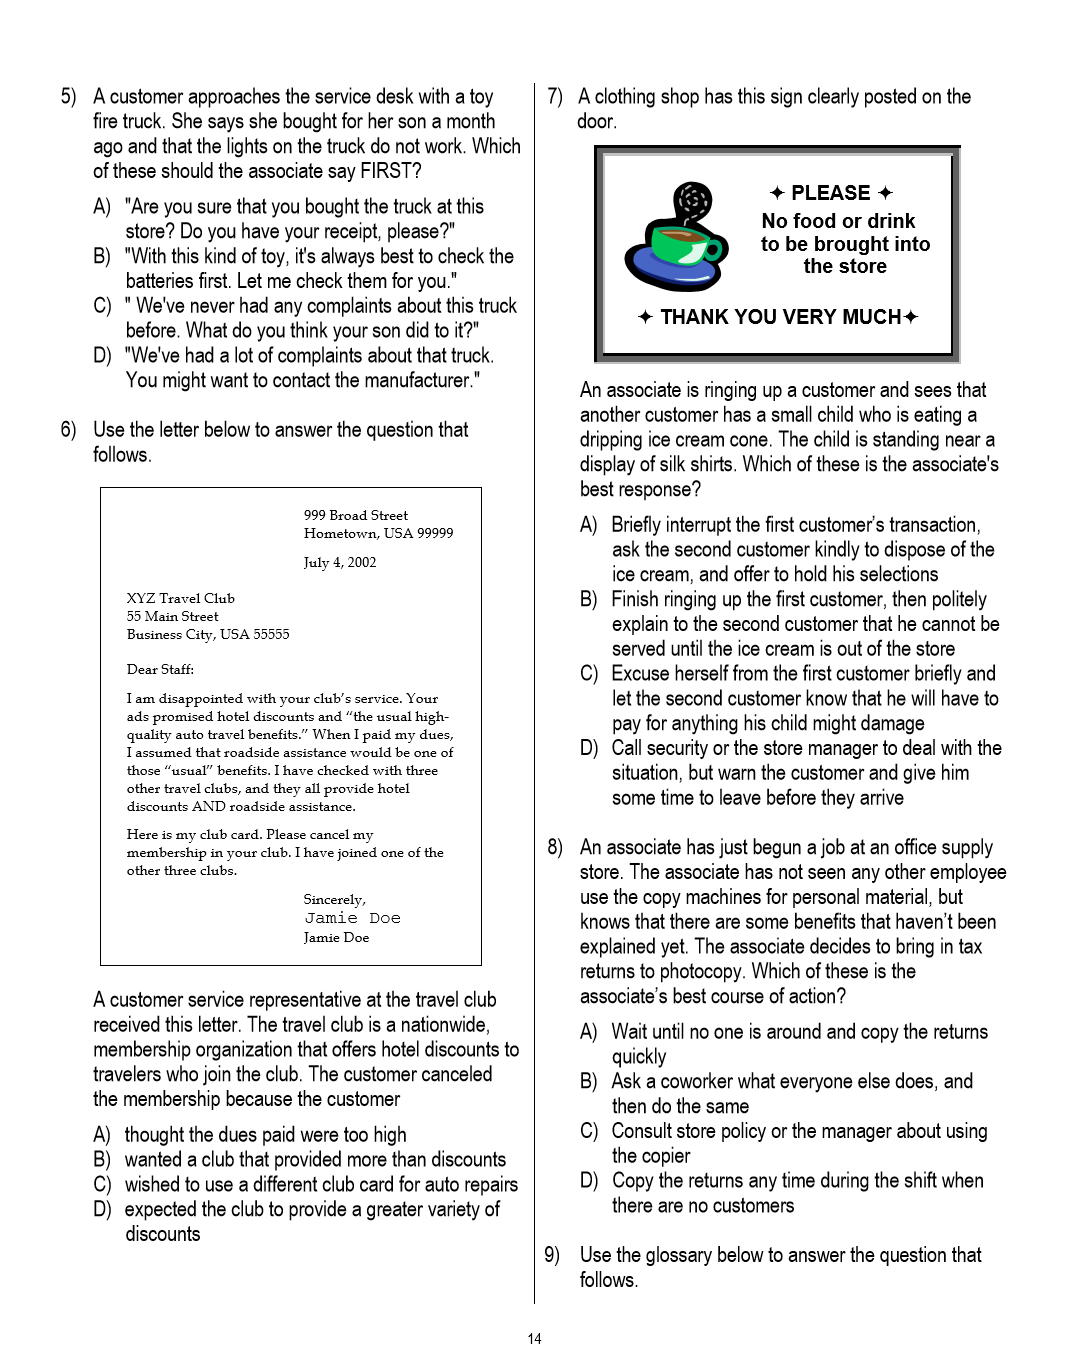 5) A customer approaches the service desk with a toy
fire truck. She says she bought for her son a month
ago and that the lights on the truck do not work. Which
of these should the associate say FIRST?
A) "Are you sure that you bought the truck at this
store? Do you have your receipt, please?"
B) "With this kind of toy, it's always best to check the
batteries first. Let me check them for you."
C) " We've never had any complaints about this truck
before. What do you think your son did to it?"
D) "We've had a lot of complaints about that truck.
You might want to contact the manufacturer."
6) Use the letter below to answer the question that
follows.
999 Broad Street
Hometown, USA 99999
July 4, 2002
XYZ Travel Club
55 Main Street
Business City, USA 55555
Dear Staff:
I am disappointed with your club’s service. Your
ads promised hotel discounts and “the usual high-
quality auto travel benefits.” When I paid my dues,
I assumed that roadside assistance would be one of
those “usual” benefits. I have checked with three
other travel clubs, and they all provide hotel
discounts AND roadside assistance.
Here is my club card. Please cancel my
membership in your club. I have joined one of the
other three clubs.
Sincerely,
Jamie Doe
Jamie Doe
A customer service representative at the travel club
received this letter. The travel club is a nationwide,
membership organization that offers hotel discounts to
travelers who join the club. The customer canceled
the membership because the customer
A) thought the dues paid were too high
B) wanted a club that provided more than discounts
C) wished to use a different club card for auto repairs
D) expected the club to provide a greater variety of
discounts
7) A clothing shop has this sign clearly posted on the
door.
✦ PLEASE ✦
No food or drink
to be brought into
the store
✦ THANK YOU VERY MUCH✦
An associate is ringing up a customer and sees that
another customer has a small child who is eating a
dripping ice cream cone. The child is standing near a
display of silk shirts. Which of these is the associate's
best response?
A) Briefly interrupt the first customer’s transaction,
ask the second customer kindly to dispose of the
ice cream, and offer to hold his selections
B) Finish ringing up the first customer, then politely
explain to the second customer that he cannot be
served until the ice cream is out of the store
C) Excuse herself from the first customer briefly and
let the second customer know that he will have to
pay for anything his child might damage
D) Call security or the store manager to deal with the
situation, but warn the customer and give him
some time to leave before they arrive
8) An associate has just begun a job at an office supply
store. The associate has not seen any other employee
use the copy machines for personal material, but
knows that there are some benefits that haven’t been
explained yet. The associate decides to bring in tax
returns to photocopy. Which of these is the
associate’s best course of action?
A) Wait until no one is around and copy the returns
quickly
B) Ask a coworker what everyone else does, and
then do the same
C) Consult store policy or the manager about using
the copier
D) Copy the returns any time during the shift when
there are no customers
9) Use the glossary below to answer the question that
follows.
14